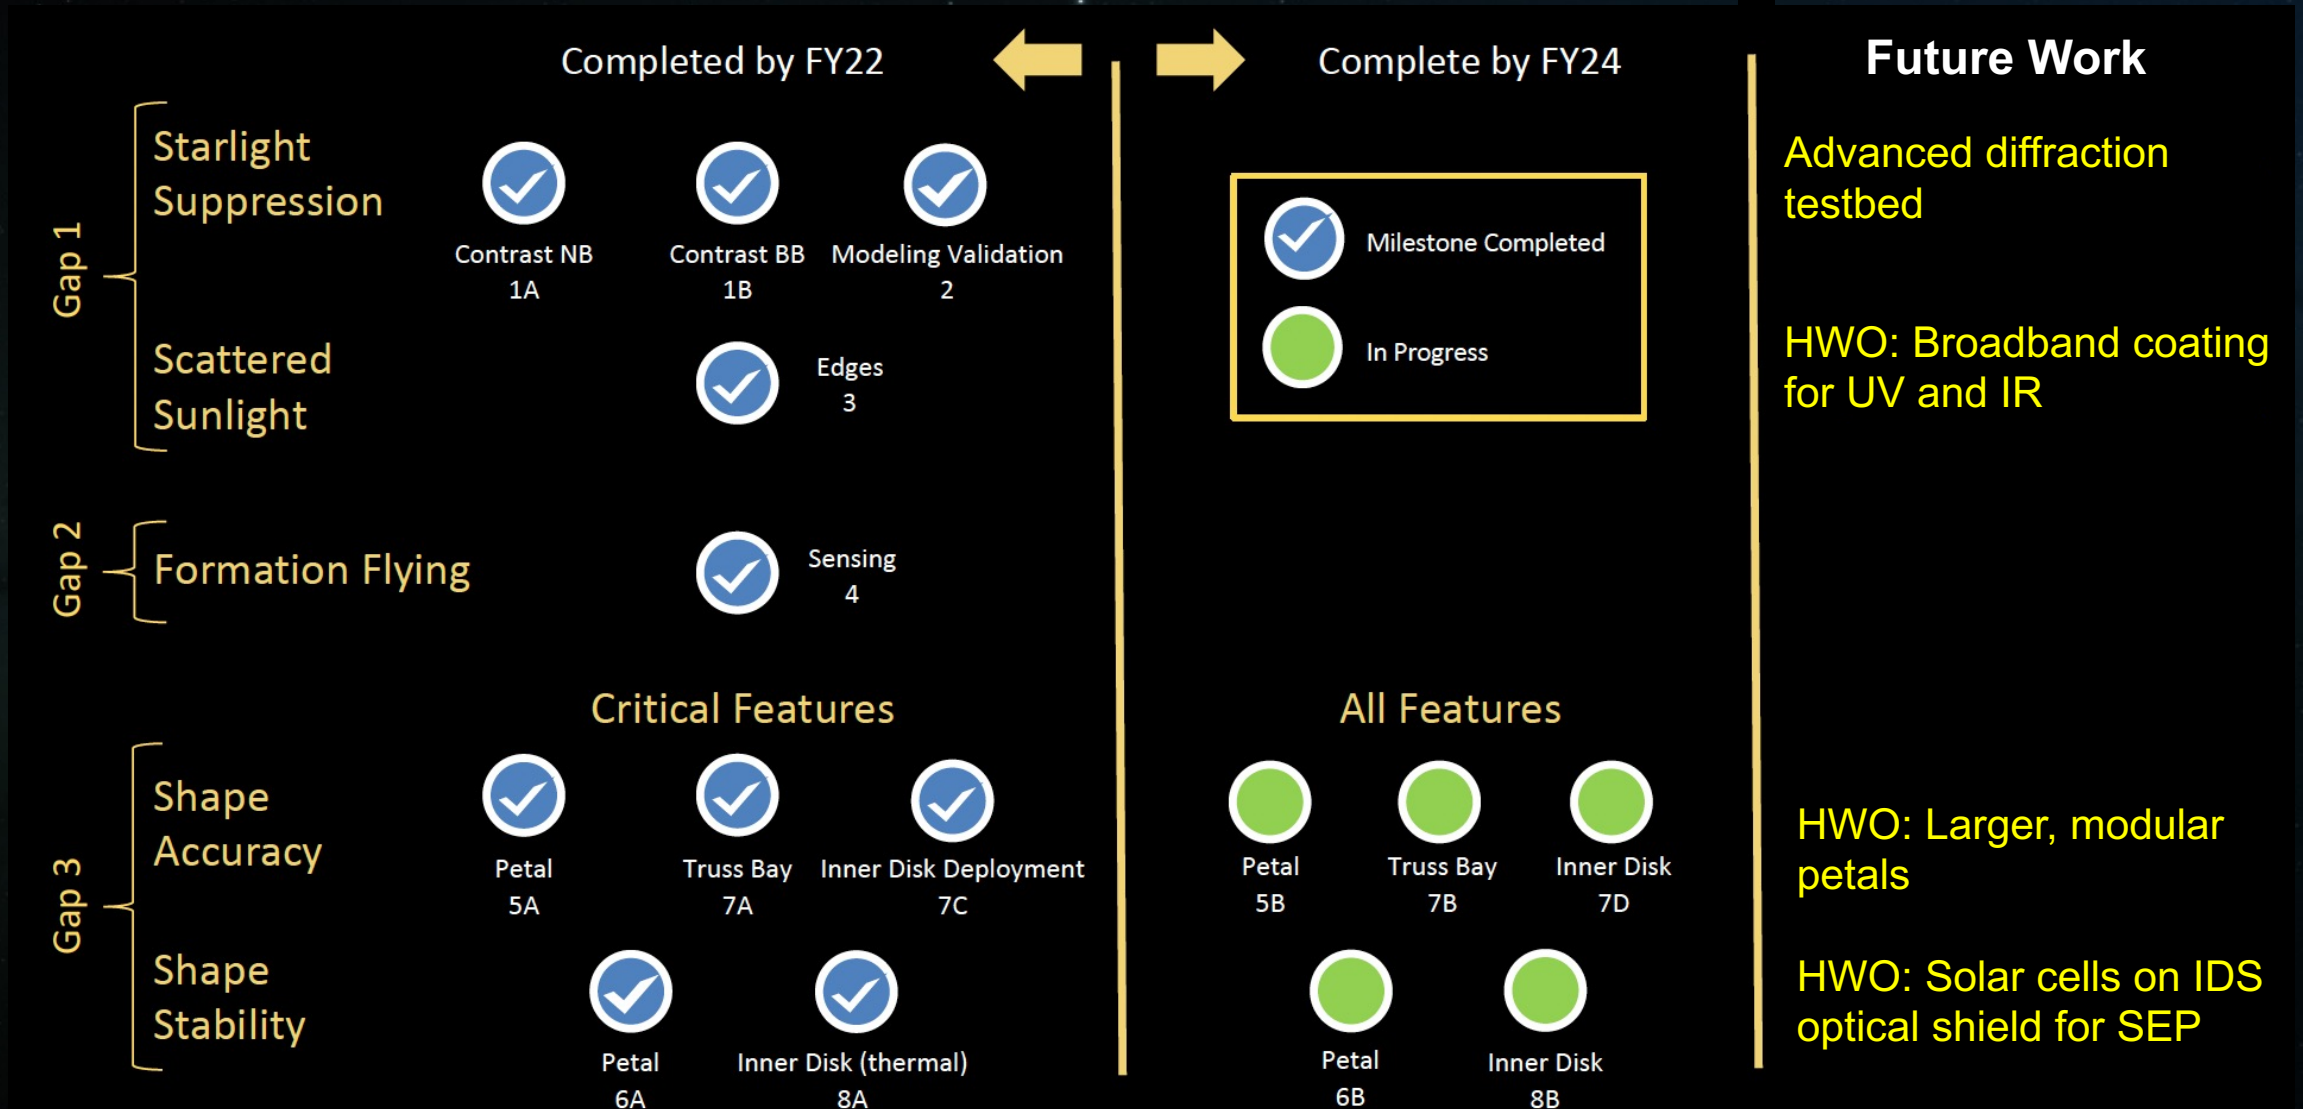 Completed by FY22
Complete by FY24
Future Work
Gap 1
Starlight
Suppression
Contrast NB
1A
Contrast BB
1B
Modeling Validation
2
Milestone Completed
In Progress
Advanced diffraction
testbed
Scattered
Sunlight
Edges
3
HWO: Broadband coating
for UV and IR
Gap 2
Formation Flying
Sensing
4
Critical Features
All Features
Gap 3
Shape
Accuracy
Petal
5A
Truss Bay
7A
Inner Disk Deployment
7C
Petal
5B
Truss Bay
7B
Inner Disk
7D
HWO: Larger, modular
petals
Shape
Stability
Petal
6A
Inner Disk (thermal)
8A
Petal
6B
Inner Disk
8B
HWO: Solar cells on IDS
optical shield for SEP